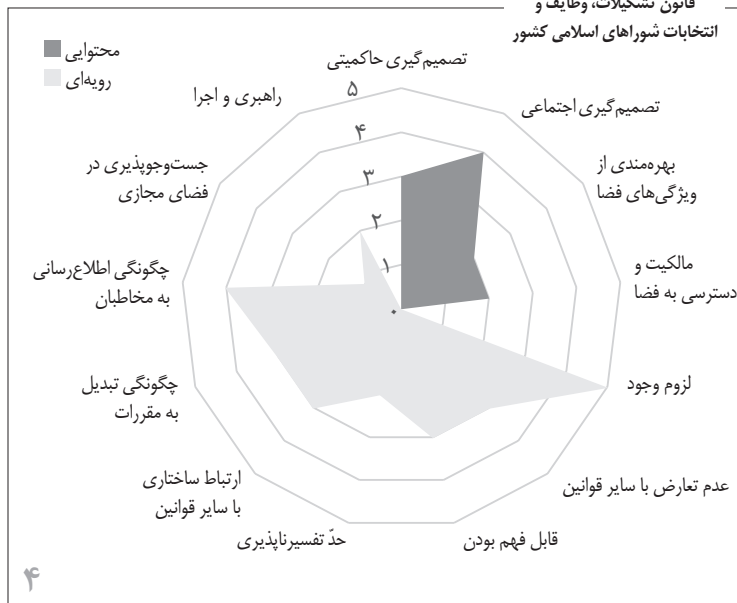 قانون تشکیلات، وظایف و
انتخابات شوراهای اسلامی کشور
محتوایی
رویه‌ای
تصمیم‌گیری حاکمیتی
تصمیم‌گیری اجتماعی
بهره‌مندی از
ویژگی‌های فضا
مالکیت و
دسترسی به فضا
لزوم وجود
عدم تعارض با سایر قوانین
قابل فهم بودن
حدّ تفسیرناپذیری
ارتباط ساختاری
با سایر قوانین
چگونگی تبدیل
به مقررات
چگونگی اطلاع‌رسانی
به مخاطبان
جست‌وجوپذیری در
فضای مجازی
راهبری و اجرا
۵
۴
۳
۲
۱
۰
۴